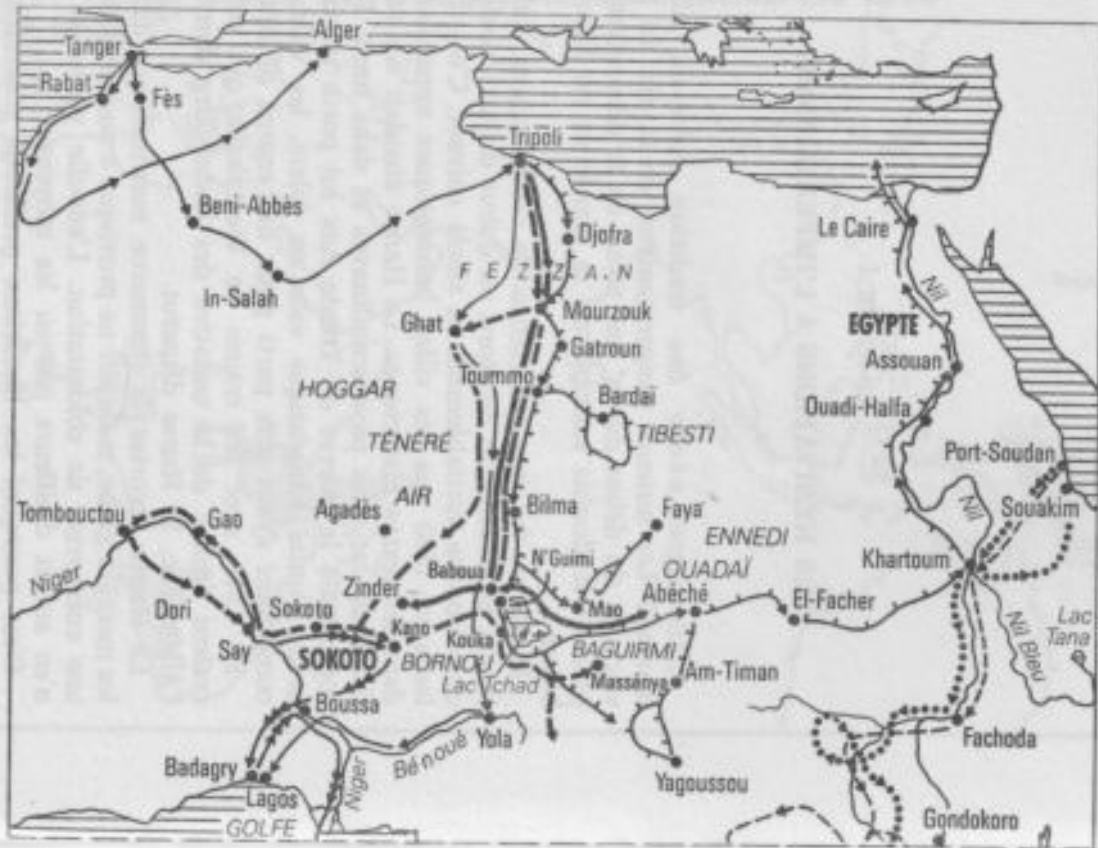 Alger
Tanger
Rabat
Fès
Tripoli
Beni-Abbès
Djofra
Le Caire
FEZZAN
In-Salah
Nil
Mourzouk
Ghat
EGYPTE
Gatroun
Assouan
Toummo
HOGGAR
Bardaï
Ouadi-Halfa
TÉNÉRÉ
TIBESTI
Port-Soudan
AIR
Bilma
Souakim
Tombouctou
Gao
Agadès
Faya
Nil
ENNEDI
N'Guimi
Khartoum
Niger
Baboua
OUADAÏ
Zinder
Abéché
Dori
Mao
El-Facher
Sokoto
Lac
Tana
Kano
Kouka
Nil Bleu
Say
SOKOTO
BORNOU
BAGUIRMI
Am-Timan
Lac Tchad
Massénya
Boussa
Fachoda
Yola
Bénoué
Badagry
Niger
Yagoussou
Lagos
GOLFE
Gondokoro